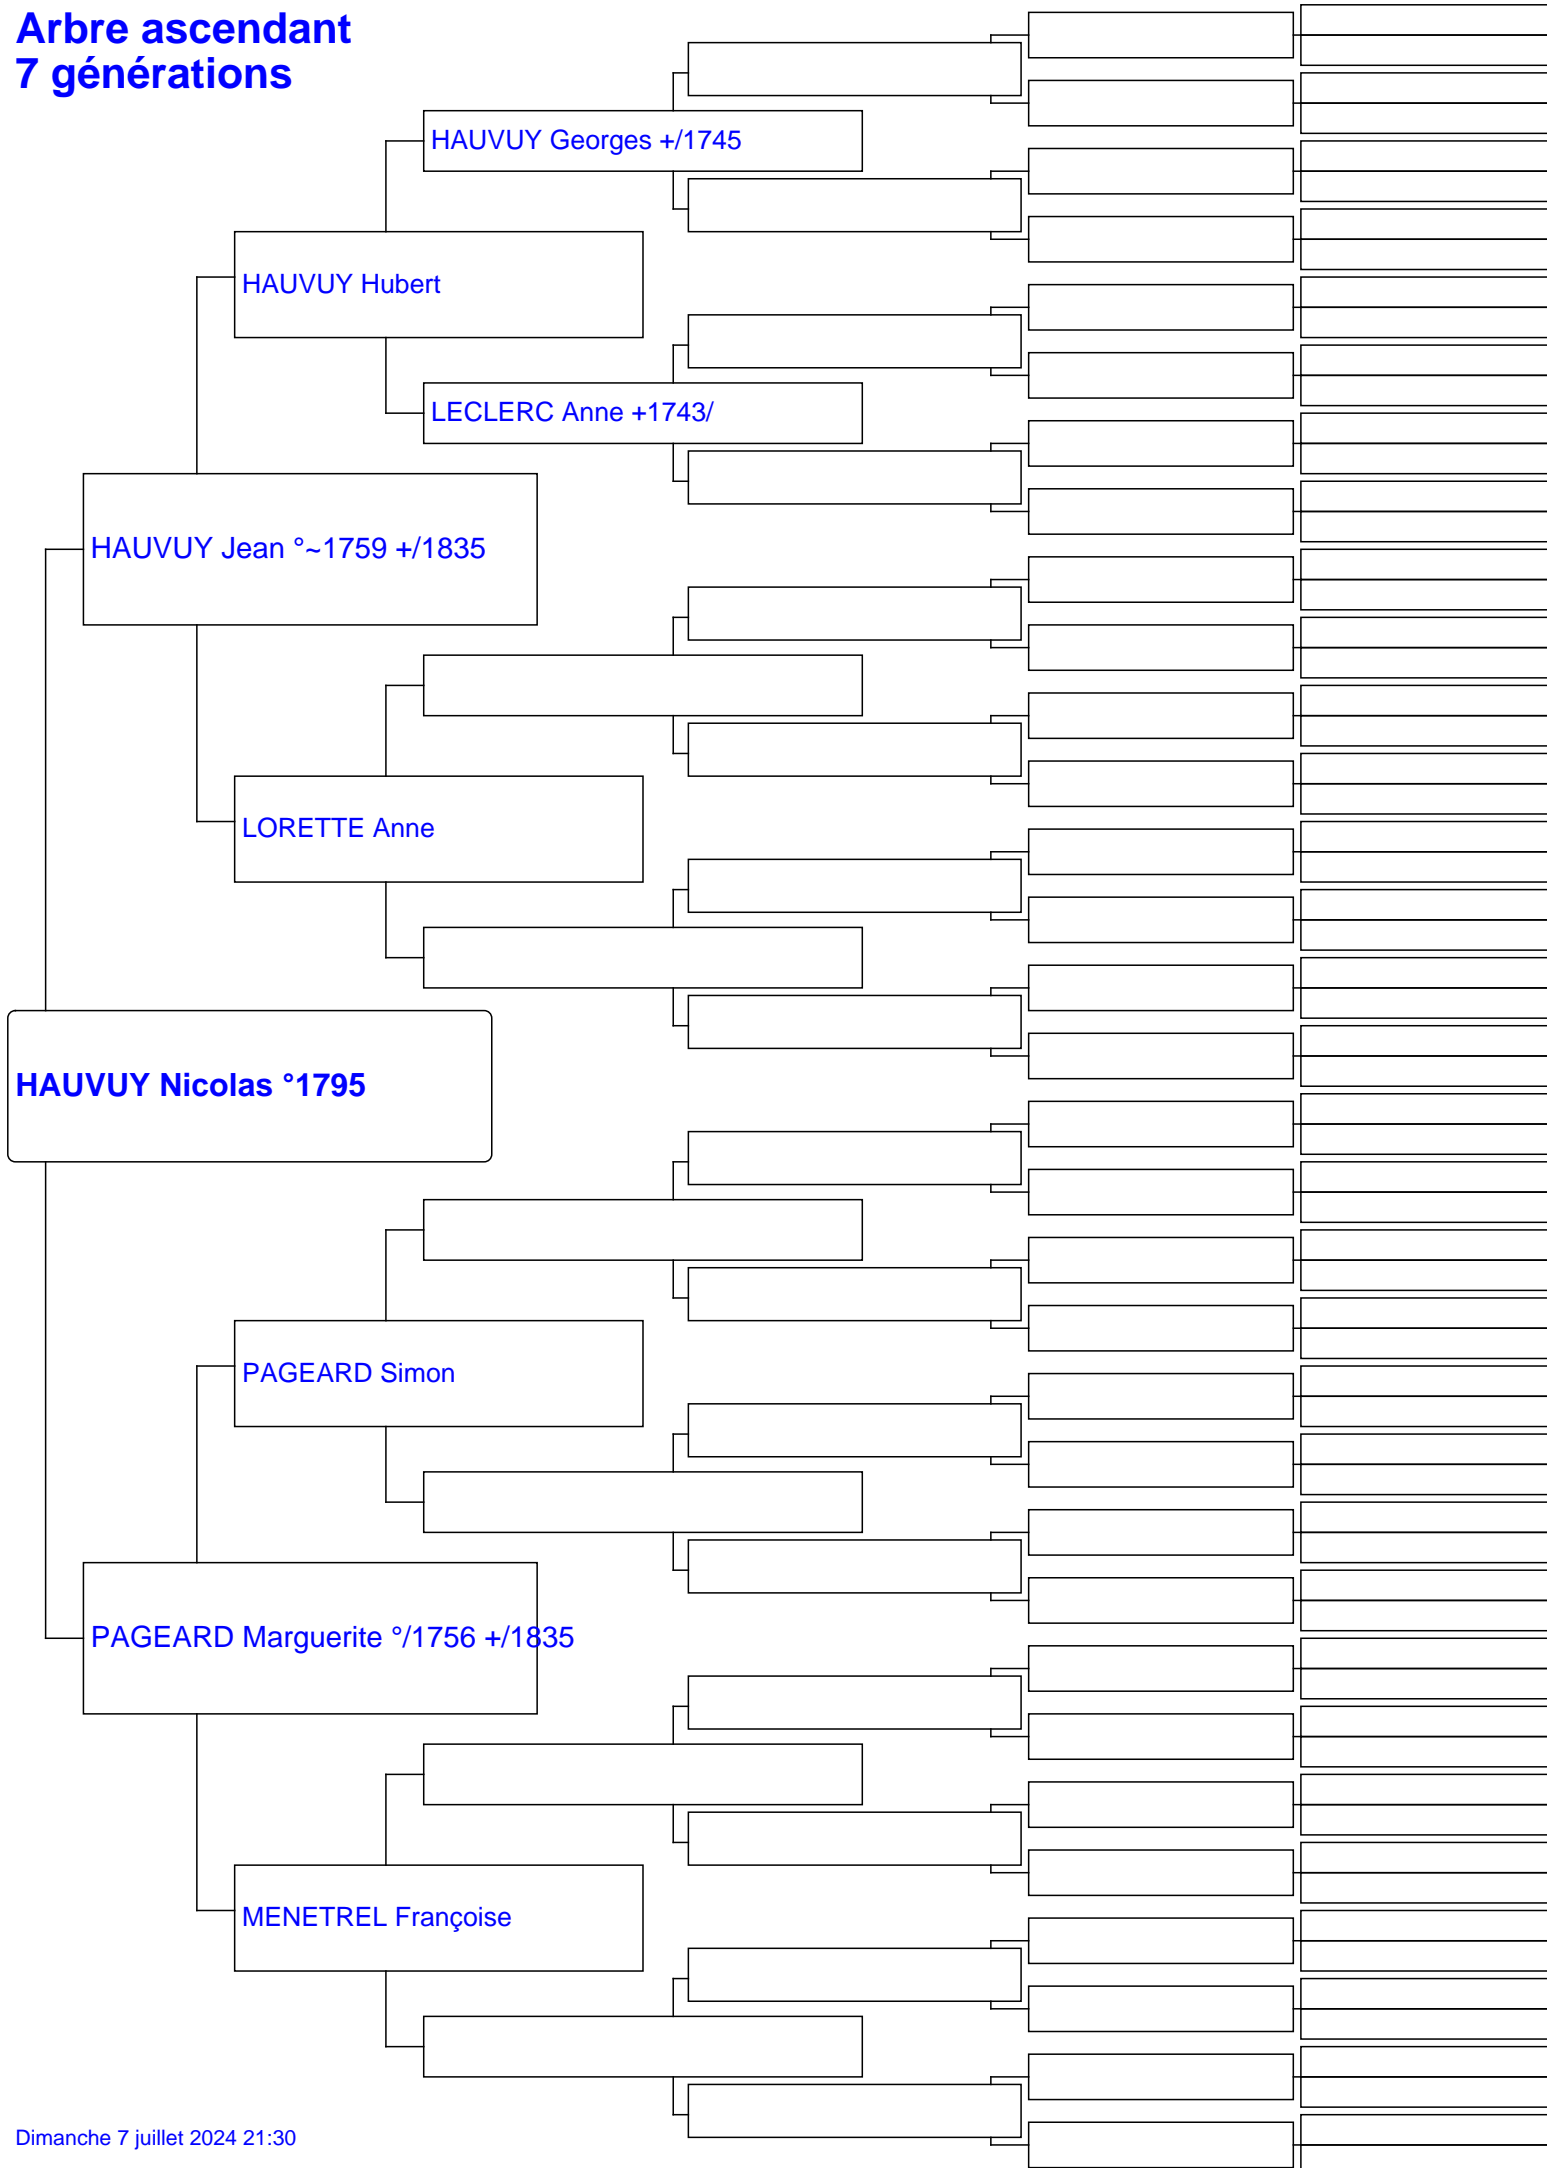 Arbre ascendant
7 générations
HAUVUY Georges +/1745
HAUVUY Hubert
LECLERC Anne +1743/
HAUVUY Jean °~1759 +/1835
LORETTE Anne
HAUVUY Nicolas °1795
PAGEARD Simon
PAGEARD Marguerite °/1756 +/1835
MENETREL Françoise
Dimanche 7 juillet 2024 21:30